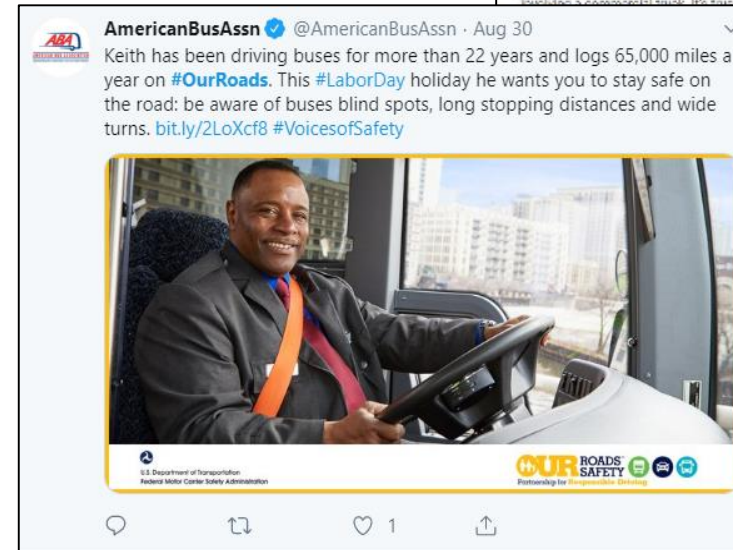 AmericanBusAssn @AmericanBusAssn · Aug 30
Keith has been driving buses for more than 22 years and logs 65,000 miles a
year on #OurRoads. This #LaborDay holiday he wants you to stay safe on
the road: be aware of buses blind spots, long stopping distances and wide
turns. bit.ly/2LoXcf8 #VoicesofSafety
ABA
U.S. Department of Transportation
Federal Motor Carrier Safety Administration
OUR ROADS SAFETY
Partnership for Responsible Driving
1